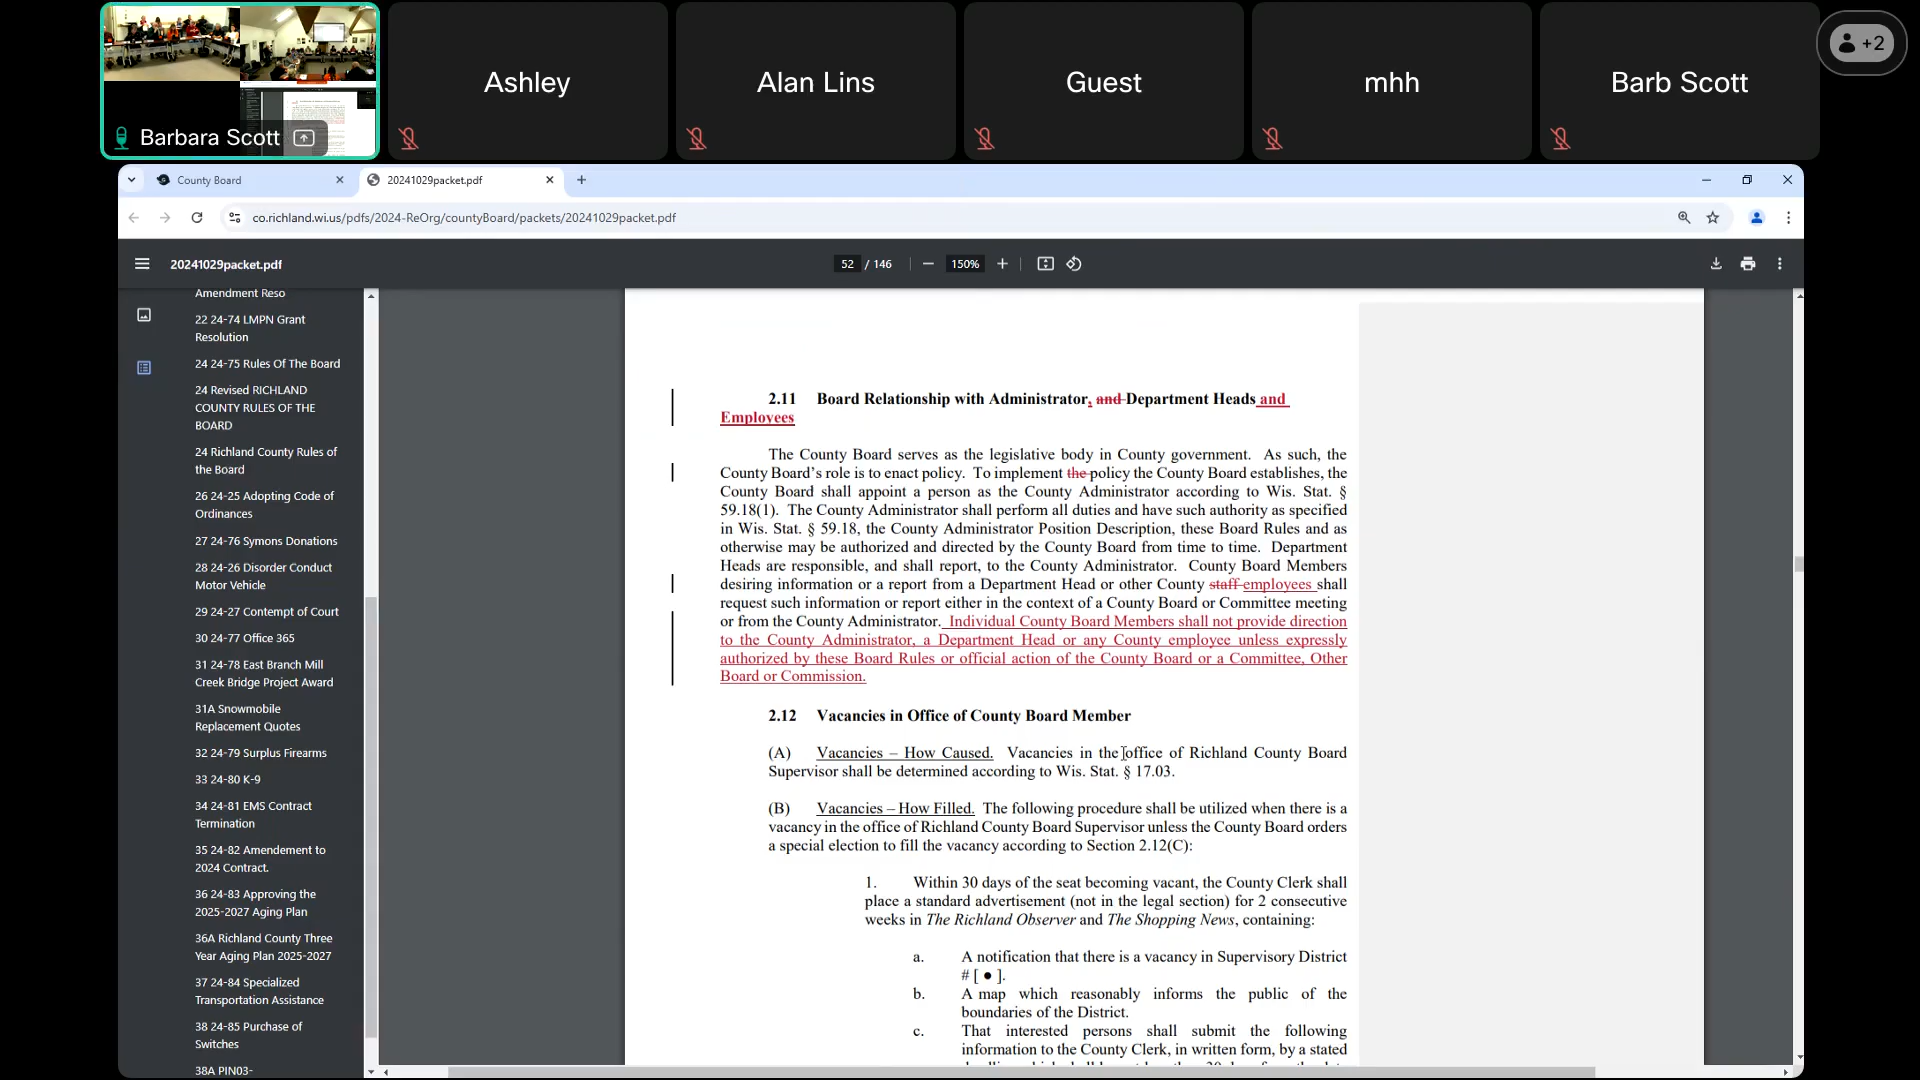 Barbara Scott
Ashley
Alan Lins
Guest
mhh
Barb Scott
+2
County Board
20241029packet.pdf
co.richland.wi.us/pdfs/2024-ReOrg/countyBoard/packets/20241029packet.pdf
20241029packet.pdf
52 / 146
150%
Amendment Reso
22 24-74 LMPN Grant
Resolution
24 24-75 Rules Of The Board
24 Revised RICHLAND
COUNTY RULES OF THE
BOARD
24 Richland County Rules of
the Board
26 24-25 Adopting Code of
Ordinances
27 24-76 Symons Donations
28 24-26 Disorder Conduct
Motor Vehicle
29 24-27 Contempt of Court
30 24-77 Office 365
31 24-78 East Branch Mill
Creek Bridge Project Award
31A Snowmobile
Replacement Quotes
32 24-79 Surplus Firearms
33 24-80 K-9
34 24-81 EMS Contract
Termination
35 24-82 Amendement to
2024 Contract.
36 24-83 Approving the
2025-2027 Aging Plan
36A Richland County Three
Year Aging Plan 2025-2027
37 24-84 Specialized
Transportation Assistance
38 24-85 Purchase of
Switches
38A PIN03-
2.11 Board Relationship with Administrator, and Department Heads and
Employees
The County Board serves as the legislative body in County government. As such, the
County Board's role is to enact policy. To implement the policy the County Board establishes, the
County Board shall appoint a person as the County Administrator according to Wis. Stat. §
59.18(1). The County Administrator shall perform all duties and have such authority as specified
in Wis. Stat. § 59.18, the County Administrator Position Description, these Board Rules and as
otherwise may be authorized and directed by the County Board from time to time. Department
Heads are responsible, and shall report, to the County Administrator. County Board Members
desiring information or a report from a Department Head or other County staff employees shall
request such information or report either in the context of a County Board or Committee meeting
or from the County Administrator. Individual County Board Members shall not provide direction
to the County Administrator, a Department Head or any County employee unless expressly
authorized by these Board Rules or official action of the County Board or a Committee, Other
Board or Commission.
2.12 Vacancies in Office of County Board Member
(A) Vacancies – How Caused. Vacancies in the office of Richland County Board
Supervisor shall be determined according to Wis. Stat. § 17.03.
(B) Vacancies – How Filled. The following procedure shall be utilized when there is a
vacancy in the office of Richland County Board Supervisor unless the County Board orders
a special election to fill the vacancy according to Section 2.12(C):
1. Within 30 days of the seat becoming vacant, the County Clerk shall
place a standard advertisement (not in the legal section) for 2 consecutive
weeks in The Richland Observer and The Shopping News, containing:
a. A notification that there is a vacancy in Supervisory District
# [ ● ].
b. A map which reasonably informs the public of the
boundaries of the District.
c. That interested persons shall submit the following
information to the County Clerk, in written form, by a stated